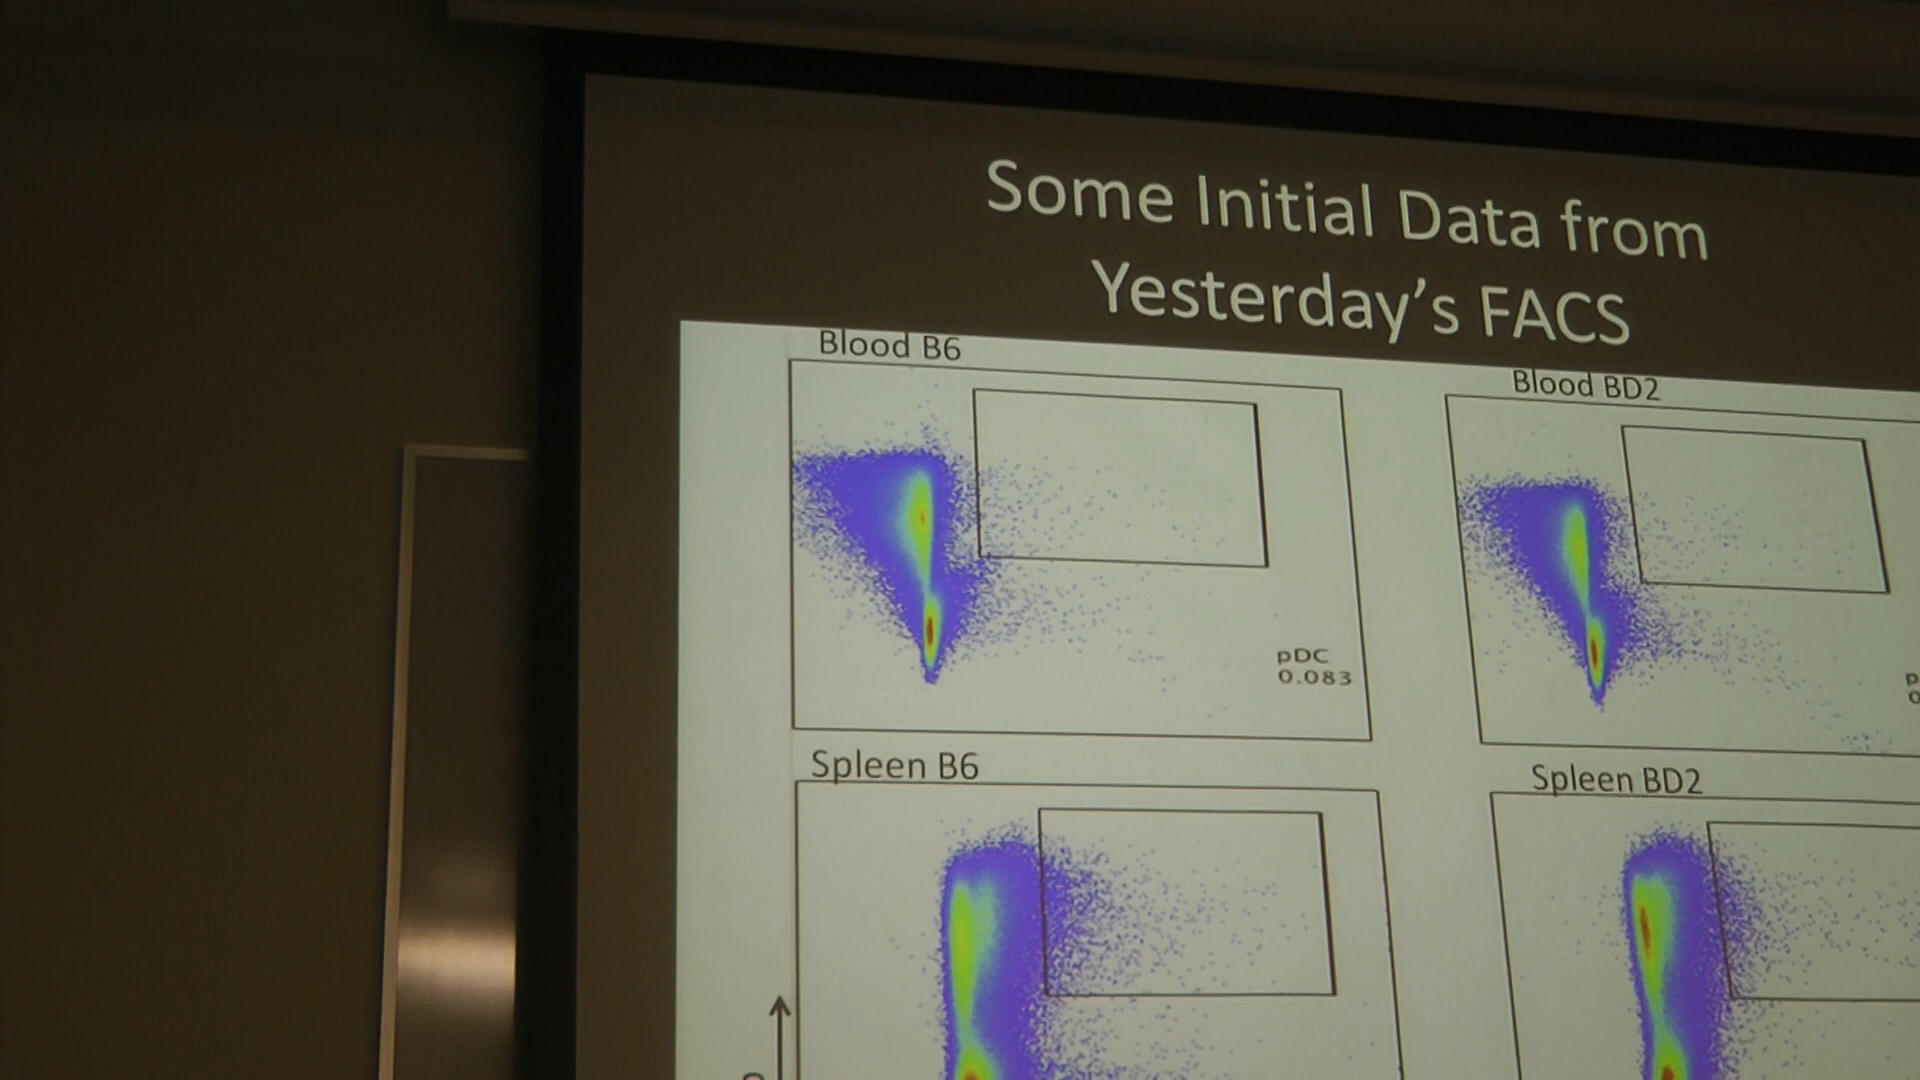 Some Initial Data from
Yesterday's FACS
Blood B6
Blood BD2
pDC
0.083
Spleen B6
Spleen BD2